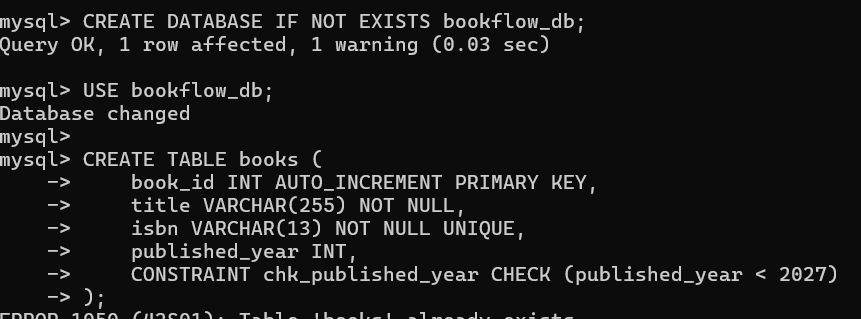 mysql> CREATE DATABASE IF NOT EXISTS bookflow_db;
Query OK, 1 row affected, 1 warning (0.03 sec)
mysql> USE bookflow_db;
Database changed
mysql>
mysql> CREATE TABLE books (
    ->     book_id INT AUTO_INCREMENT PRIMARY KEY,
    ->     title VARCHAR(255) NOT NULL,
    ->     isbn VARCHAR(13) NOT NULL UNIQUE,
    ->     published_year INT,
    ->     CONSTRAINT chk_published_year CHECK (published_year < 2027)
    -> );
ERROR 1050 (42S01): Table 'books' already exists